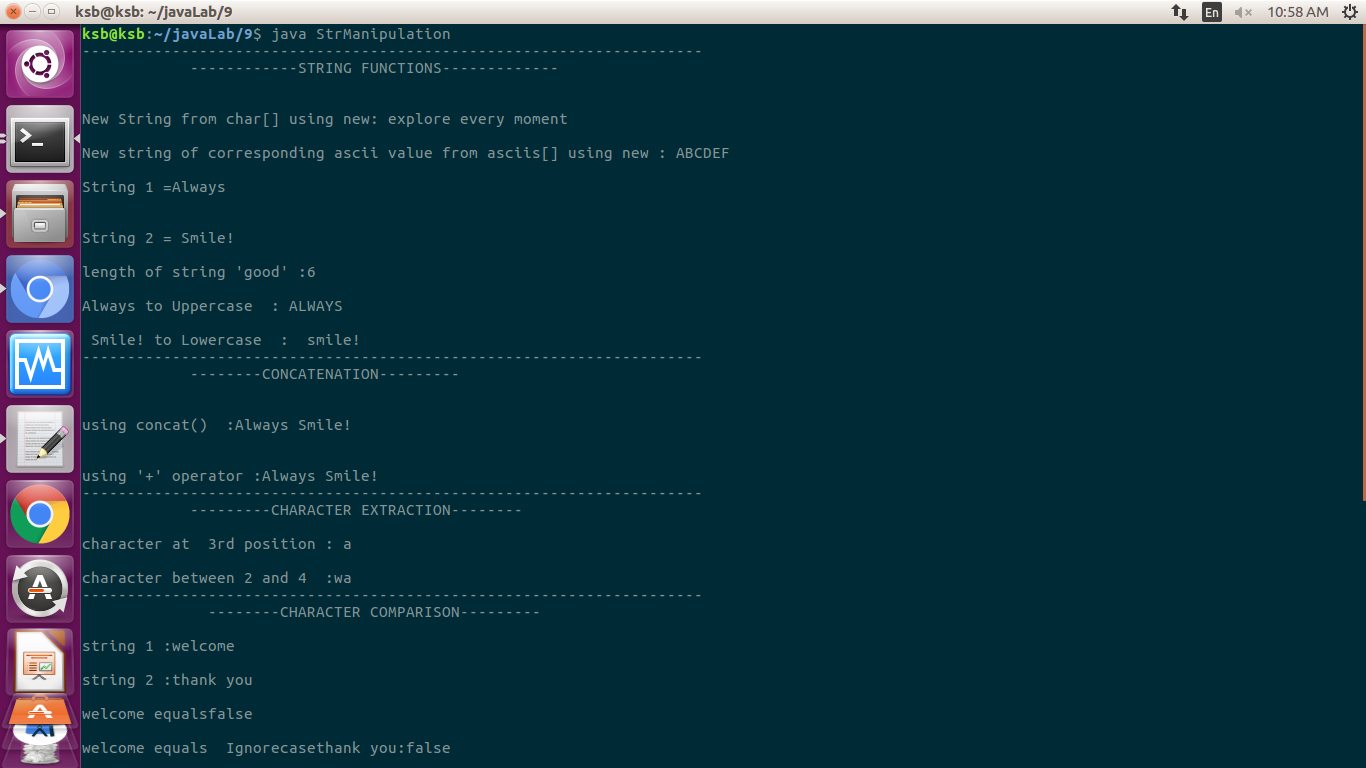 ksb@ksb: ~/javaLab/9
En
10:58 AM
ksb@ksb:~/javaLab/9$ java StrManipulation
---------------------------------------------------------------------
------------STRING FUNCTIONS-------------
New String from char[] using new: explore every moment
New string of corresponding ascii value from asciis[] using new : ABCDEF
String 1 =Always
String 2 = Smile!
length of string 'good' :6
Always to Uppercase  : ALWAYS
 Smile! to Lowercase  :  smile!
---------------------------------------------------------------------
--------CONCATENATION---------
using concat()  :Always Smile!
using '+' operator :Always Smile!
---------------------------------------------------------------------
---------CHARACTER EXTRACTION--------
character at  3rd position : a
character between 2 and 4  :wa
---------------------------------------------------------------------
--------CHARACTER COMPARISON---------
string 1 :welcome
string 2 :thank you
welcome equalsfalse
welcome equals  Ignorecasethank you:false